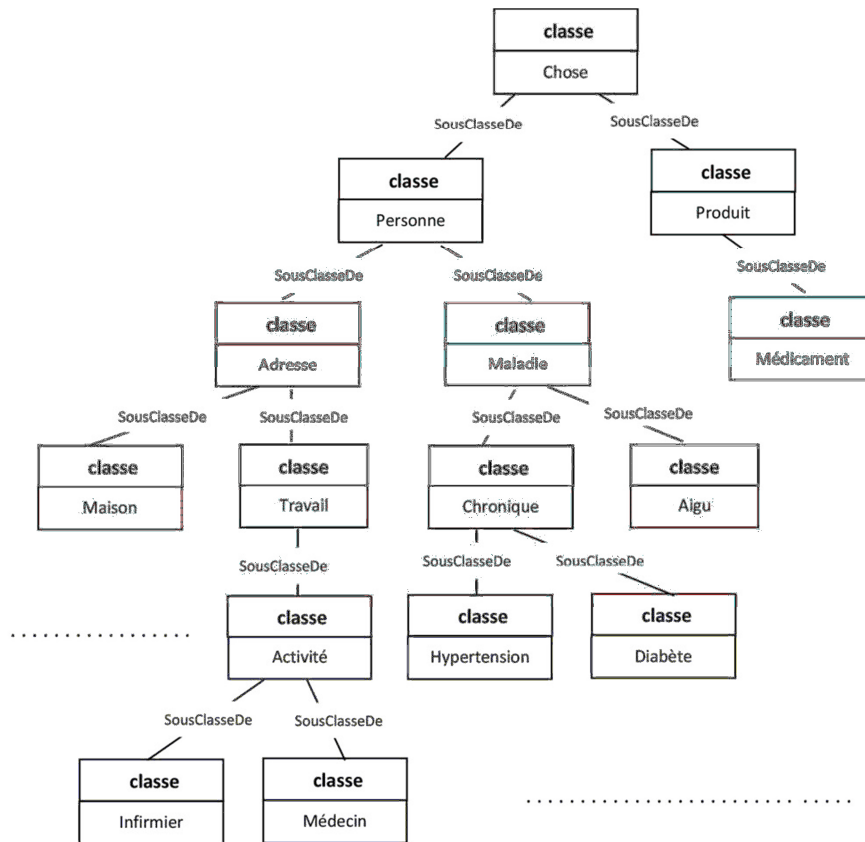 classe
Chose
SousClasseDe
SousClasseDe
classe
Personne
classe
Produit
SousClasseDe
SousClasseDe
SousClasseDe
classe
Adresse
classe
Maladie
classe
Médicament
SousClasseDe
SousClasseDe
SousClasseDe
SousClasseDe
classe
Maison
classe
Travail
classe
Chronique
classe
Aigu
SousClasseDe
SousClasseDe
SousClasseDe
classe
Activité
classe
Hypertension
classe
Diabète
SousClasseDe
SousClasseDe
classe
Infirmier
classe
Médecin